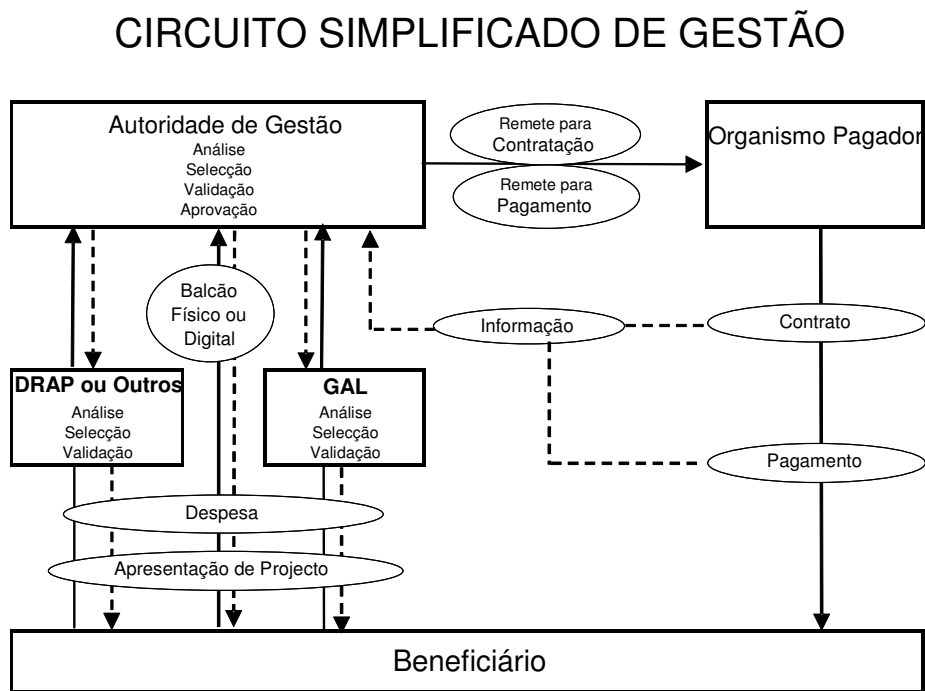 CIRCUITO SIMPLIFICADO DE GESTÃO
Autoridade de Gestão
Análise
Selecção
Validação
Aprovação
Remete para
Contratação
Remete para
Pagamento
Organismo Pagador
Balcão
Físico ou
Digital
Informação
Contrato
DRAP ou Outros
Análise
Selecção
Validação
GAL
Análise
Selecção
Validação
Pagamento
Despesa
Apresentação de Projecto
Beneficiário